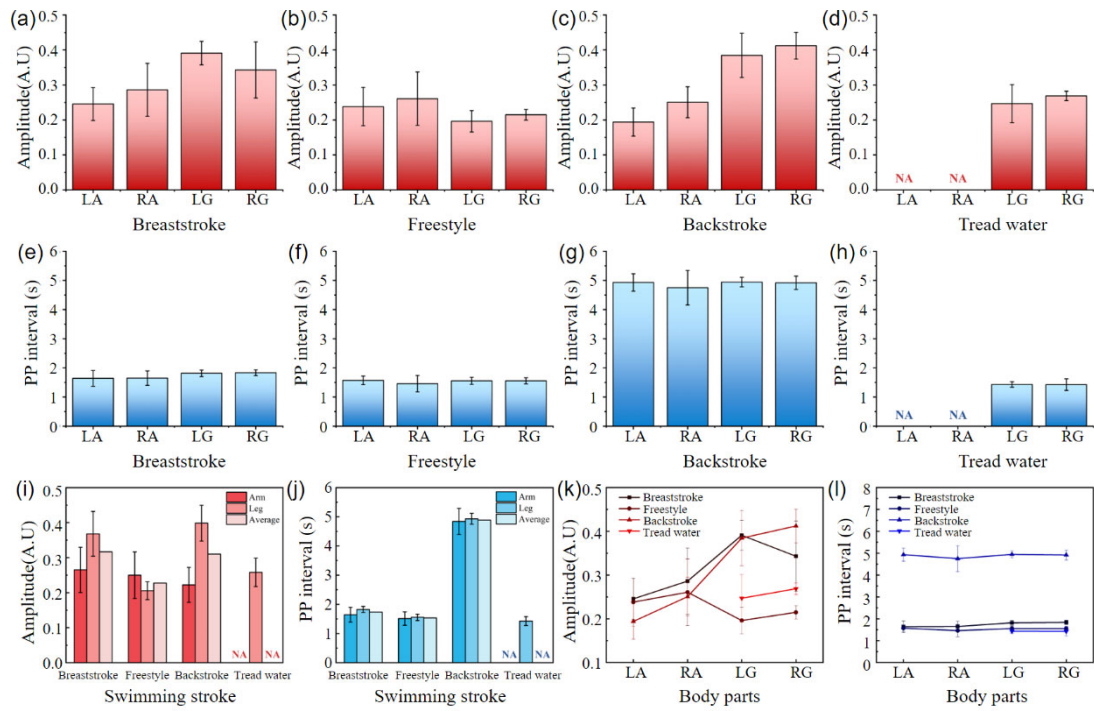 (a)
Amplitude(A.U)
0.5
0.4
0.3
0.2
0.1
0.0
LA RA LG RG
Breaststroke
(b)
Amplitude(A.U)
0.5
0.4
0.3
0.2
0.1
0.0
LA RA LG RG
Freestyle
(c)
Amplitude(A.U)
0.5
0.4
0.3
0.2
0.1
0.0
LA RA LG RG
Backstroke
(d)
Amplitude(A.U)
0.5
0.4
0.3
0.2
0.1
0.0
NA NA
LA RA LG RG
Tread water
(e)
PP interval (s)
6
5
4
3
2
1
0
LA RA LG RG
Breaststroke
(f)
PP interval (s)
6
5
4
3
2
1
0
LA RA LG RG
Freestyle
(g)
PP interval (s)
6
5
4
3
2
1
0
LA RA LG RG
Backstroke
(h)
PP interval (s)
6
5
4
3
2
1
0
NA NA
LA RA LG RG
Tread water
(i)
Amplitude(A.U)
0.5
0.4
0.3
0.2
0.1
0.0
Arm
Leg
Average
NA NA
Breaststroke Freestyle Backstroke Tread water
Swimming stroke
(j)
PP interval (s)
6
5
4
3
2
1
0
Arm
Leg
Average
NA NA
Breaststroke Freestyle Backstroke Tread water
Swimming stroke
(k)
Amplitude(A.U)
0.5
0.4
0.3
0.2
0.1
Breaststroke
Freestyle
Backstroke
Tread water
LA RA LG RG
Body parts
(l)
PP interval (s)
8
7
6
5
4
3
2
1
0
Breaststroke
Freestyle
Backstroke
Tread water
LA RA LG RG
Body parts